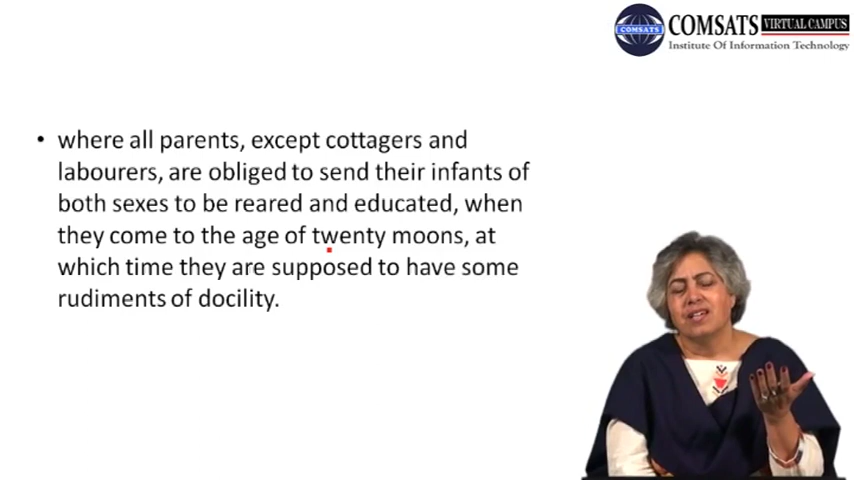 COMSATS VIRTUAL CAMPUS
COMSATS
Institute Of Information Technology
• where all parents, except cottagers and
labourers, are obliged to send their infants of
both sexes to be reared and educated, when
they come to the age of twenty moons, at
which time they are supposed to have some
rudiments of docility.